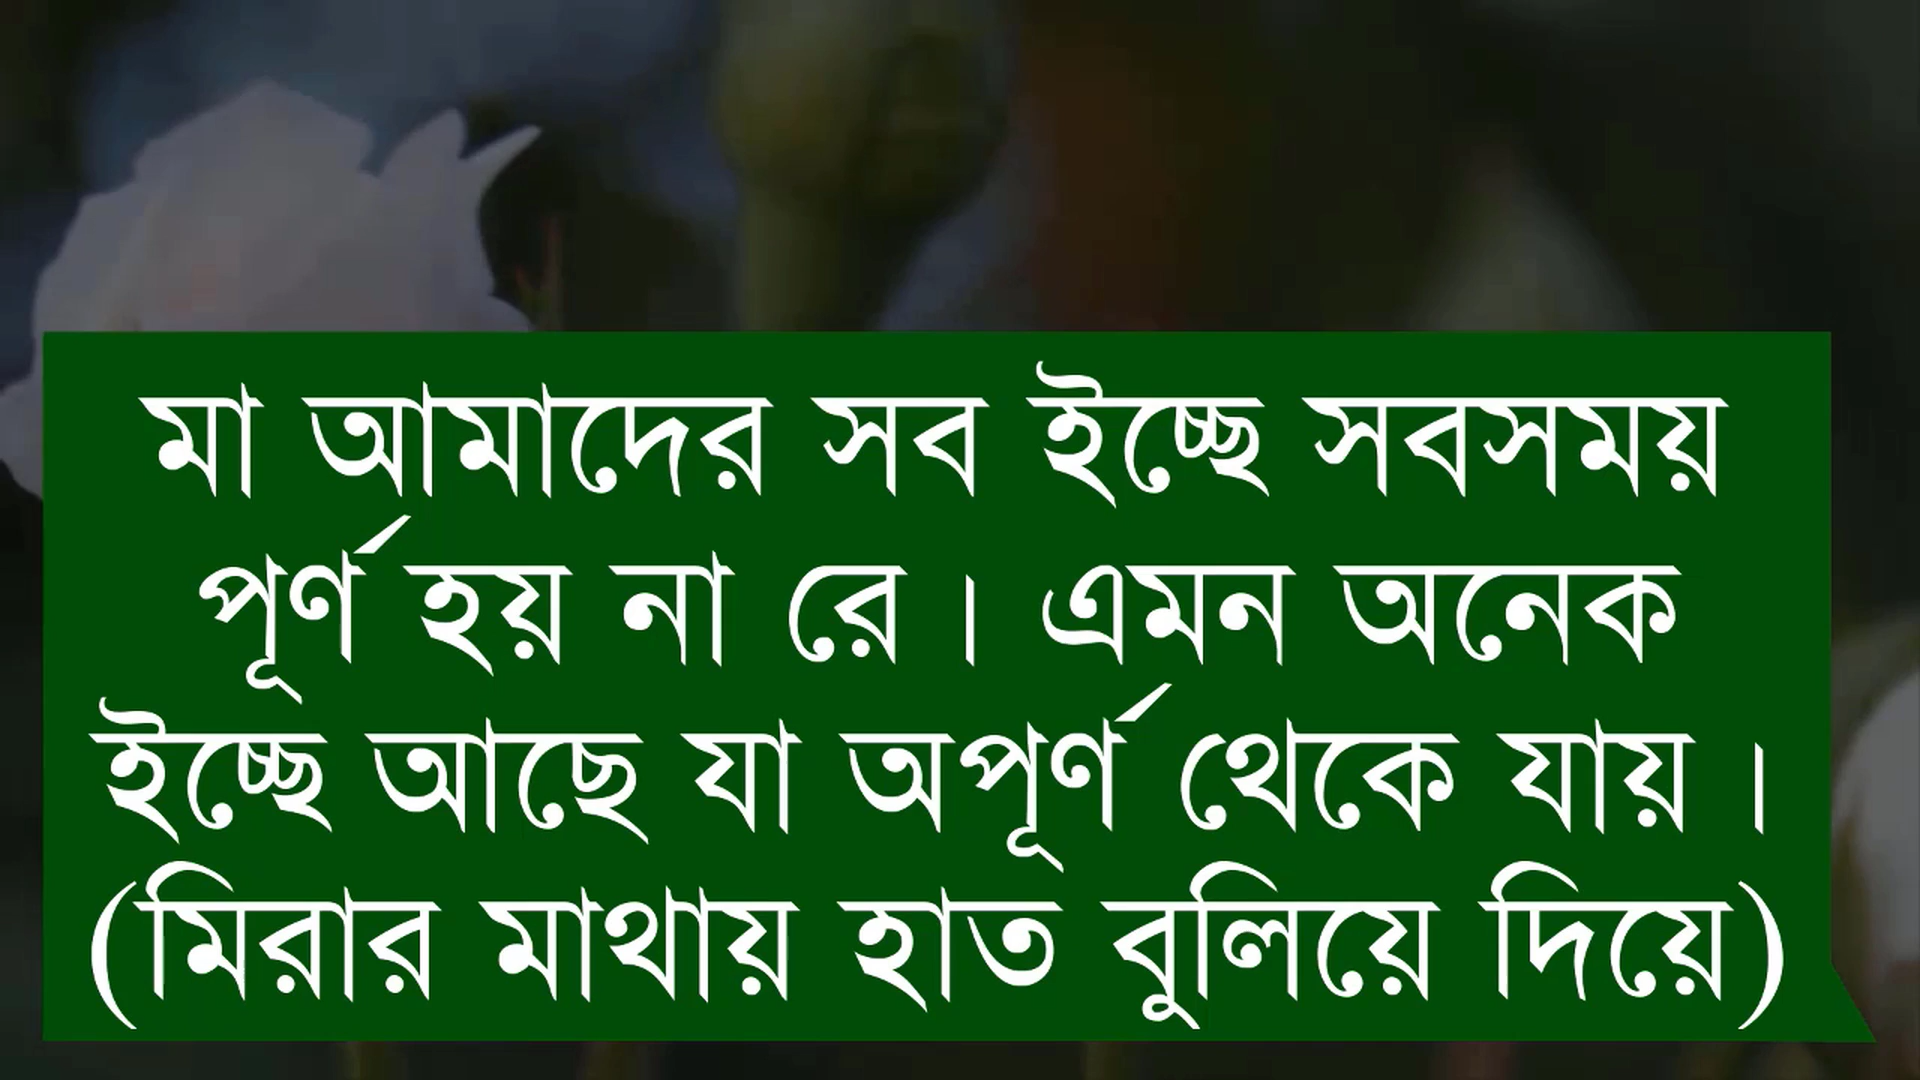 মা আমাদের সব ইচ্ছে সবসময়
পূর্ণ হয় না রে । এমন অনেক
ইচ্ছে আছে যা অপূর্ণ থেকে যায় ।
(মিরার মাথায় হাত বুলিয়ে দিয়ে)